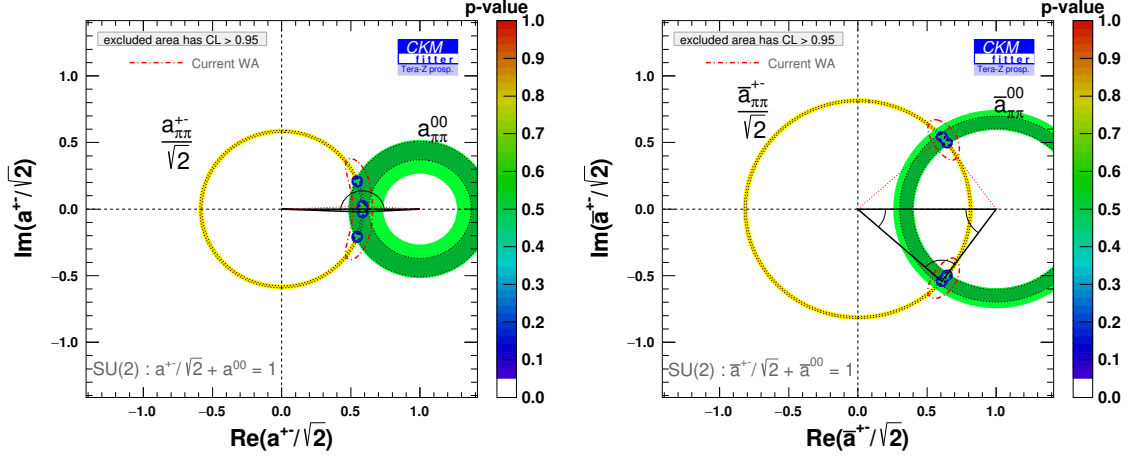 p-value
excluded area has CL > 0.95
Current WA
CKM
fitter
Tera-Z prosp.
a⁺⁻ππ
√2
a⁰⁰ππ
Im(a⁺⁻/√2)
1.0
0.5
0.0
−0.5
−1.0
SU(2) : a⁺⁻/√2 + a⁰⁰ = 1
−1.0 −0.5 0.0 0.5 1.0
Re(a⁺⁻/√2)
1.0
0.9
0.8
0.7
0.6
0.5
0.4
0.3
0.2
0.1
0.0
p-value
excluded area has CL > 0.95
Current WA
CKM
fitter
Tera-Z prosp.
a̅⁺⁻ππ
√2
a̅⁰⁰ππ
Im(a̅⁺⁻/√2)
1.0
0.5
0.0
−0.5
−1.0
SU(2) : a̅⁺⁻/√2 + a̅⁰⁰ = 1
−1.0 −0.5 0.0 0.5 1.0
Re(a̅⁺⁻/√2)
1.0
0.9
0.8
0.7
0.6
0.5
0.4
0.3
0.2
0.1
0.0